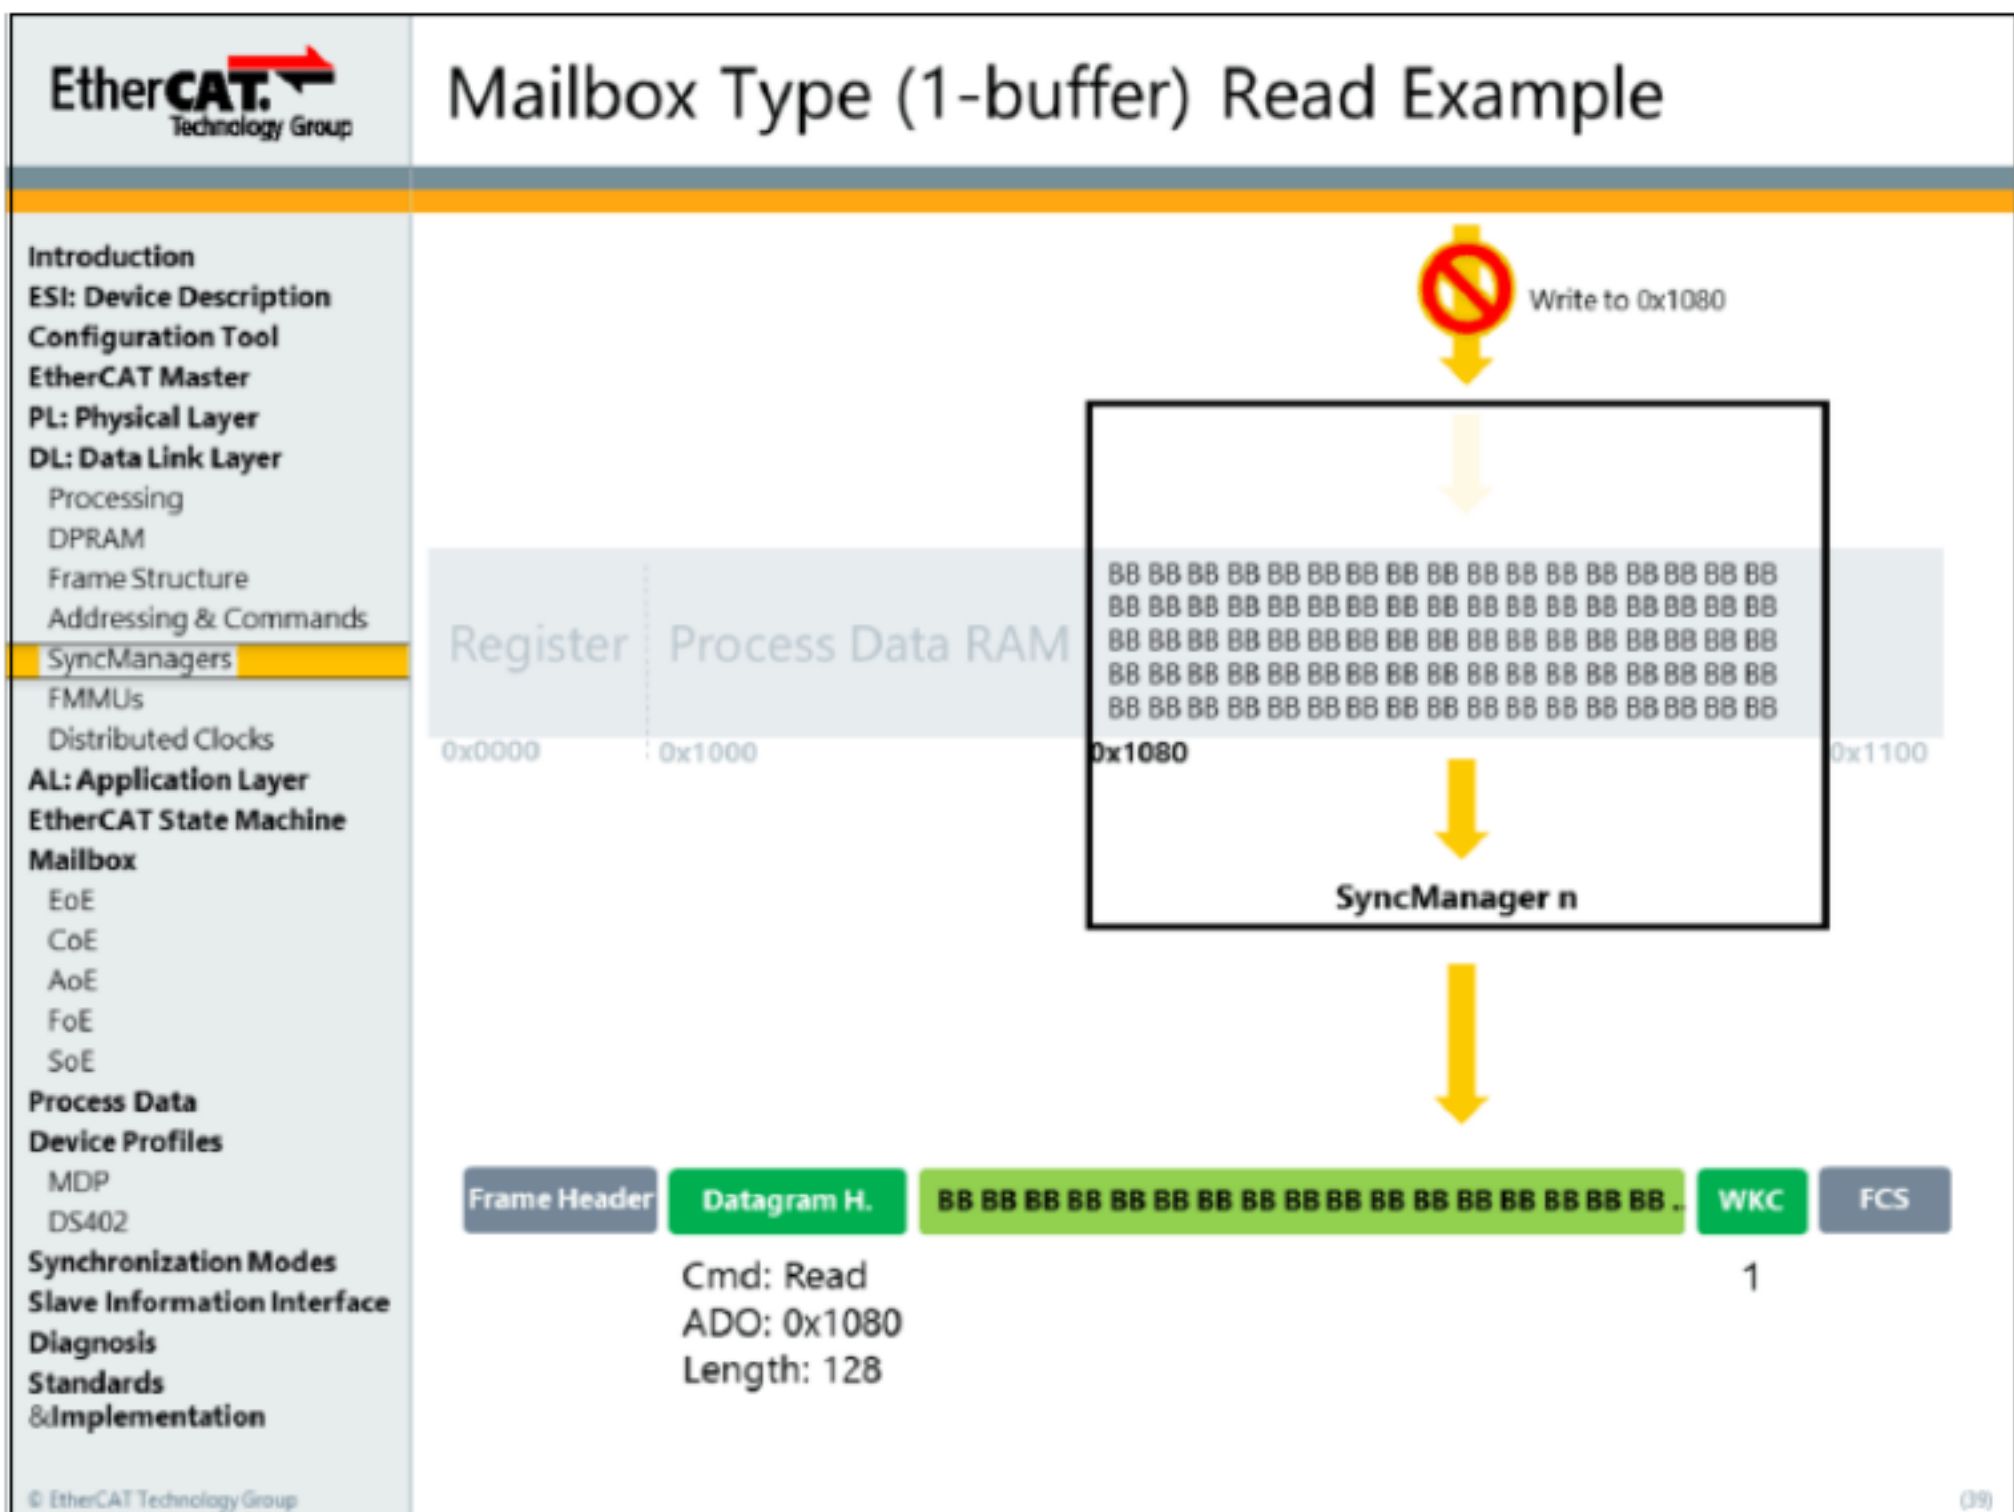 EtherCAT.
Technology Group
Mailbox Type (1-buffer) Read Example
Introduction
ESI: Device Description
Configuration Tool
EtherCAT Master
PL: Physical Layer
DL: Data Link Layer
Processing
DPRAM
Frame Structure
Addressing & Commands
SyncManagers
FMMUs
Distributed Clocks
AL: Application Layer
EtherCAT State Machine
Mailbox
EoE
CoE
AoE
FoE
SoE
Process Data
Device Profiles
MDP
DS402
Synchronization Modes
Slave Information Interface
Diagnosis
Standards
&Implementation
© EtherCAT Technology Group
Write to 0x1080
Register
Process Data RAM
BB BB BB BB BB BB BB BB BB BB BB BB BB BB BB BB BB
BB BB BB BB BB BB BB BB BB BB BB BB BB BB BB BB BB
BB BB BB BB BB BB BB BB BB BB BB BB BB BB BB BB BB
BB BB BB BB BB BB BB BB BB BB BB BB BB BB BB BB BB
BB BB BB BB BB BB BB BB BB BB BB BB BB BB BB BB BB
0x0000
0x1000
0x1080
0x1100
SyncManager n
Frame Header
Datagram H.
BB BB BB BB BB BB BB BB BB BB BB BB BB BB BB BB BB ..
WKC
FCS
Cmd: Read
ADO: 0x1080
Length: 128
1
(39)